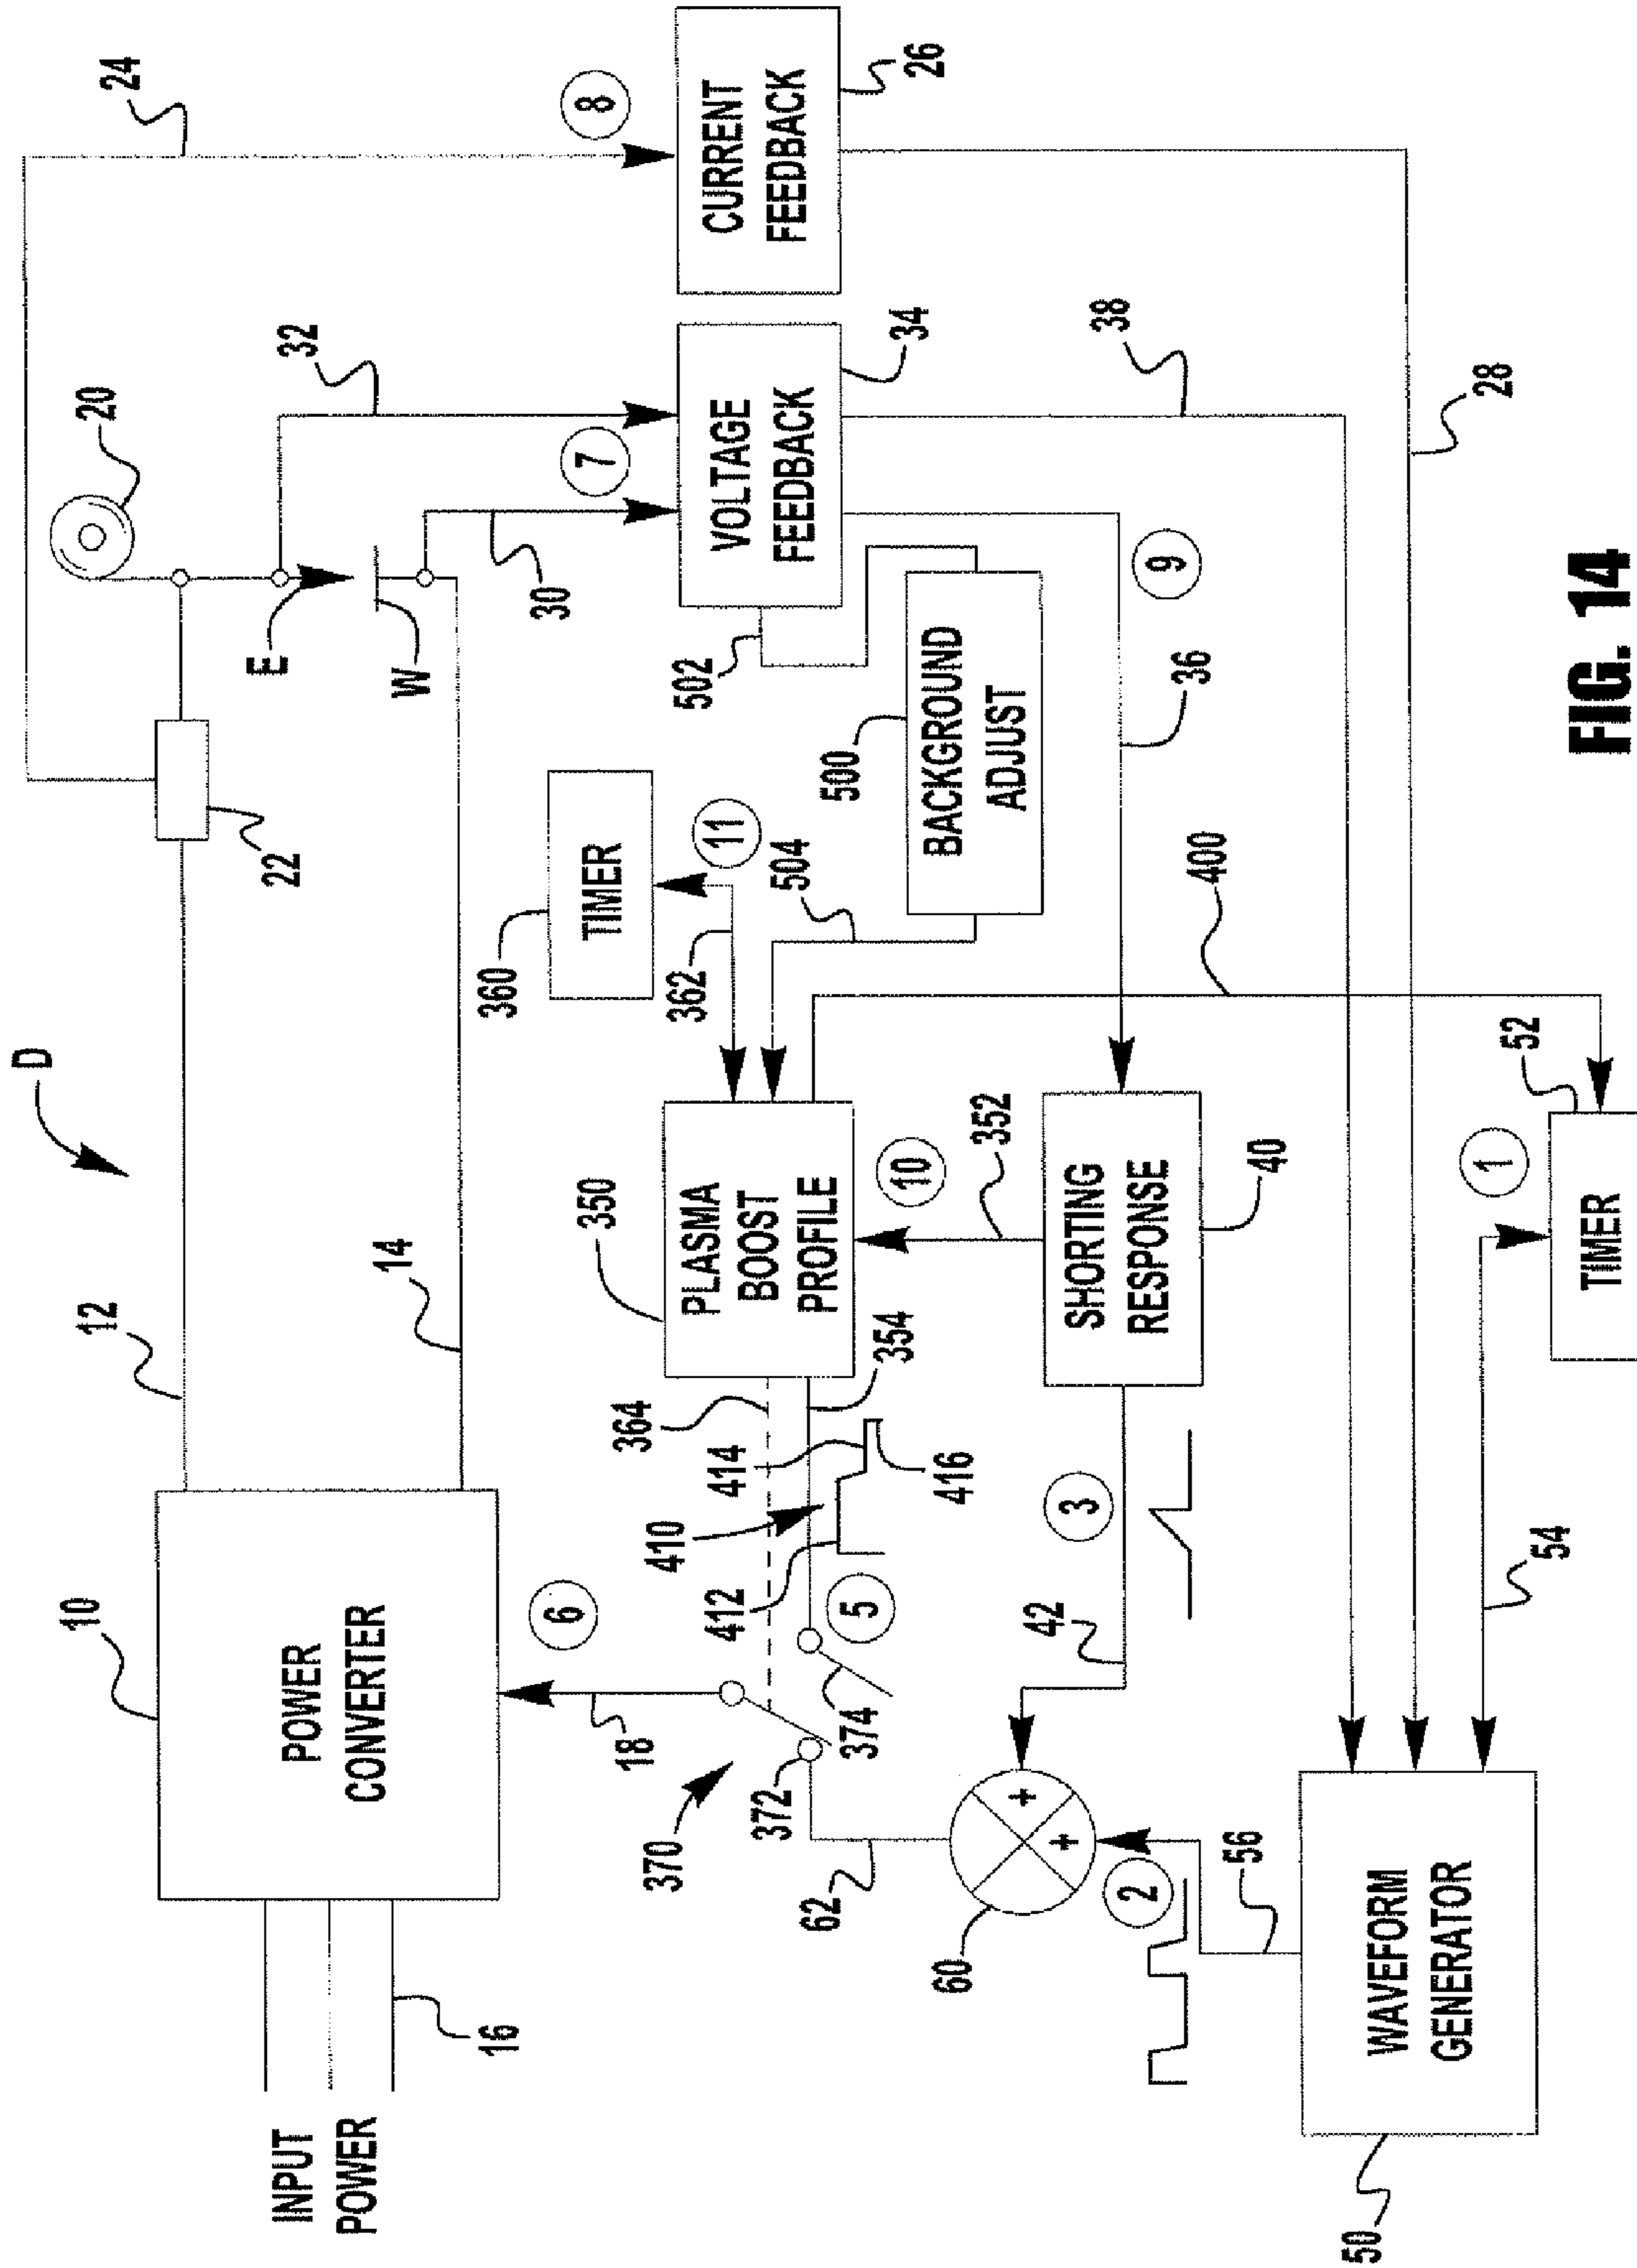 D
24
20
12
14
22
E
W
32
30
8
7
10
INPUT
POWER
16
POWER
CONVERTER
18
6
360
TIMER
362
11
504
502
500
BACKGROUND
ADJUST
VOLTAGE
FEEDBACK
34
CURRENT
FEEDBACK
26
370
372
374
5
412
410
414
416
364
354
350
PLASMA
BOOST
PROFILE
10
352
SHORTING
RESPONSE
40
9
36
38
400
3
42
62
60
+
+
2
56
WAVEFORM
GENERATOR
50
54
1
52
TIMER
28
FIG. 14